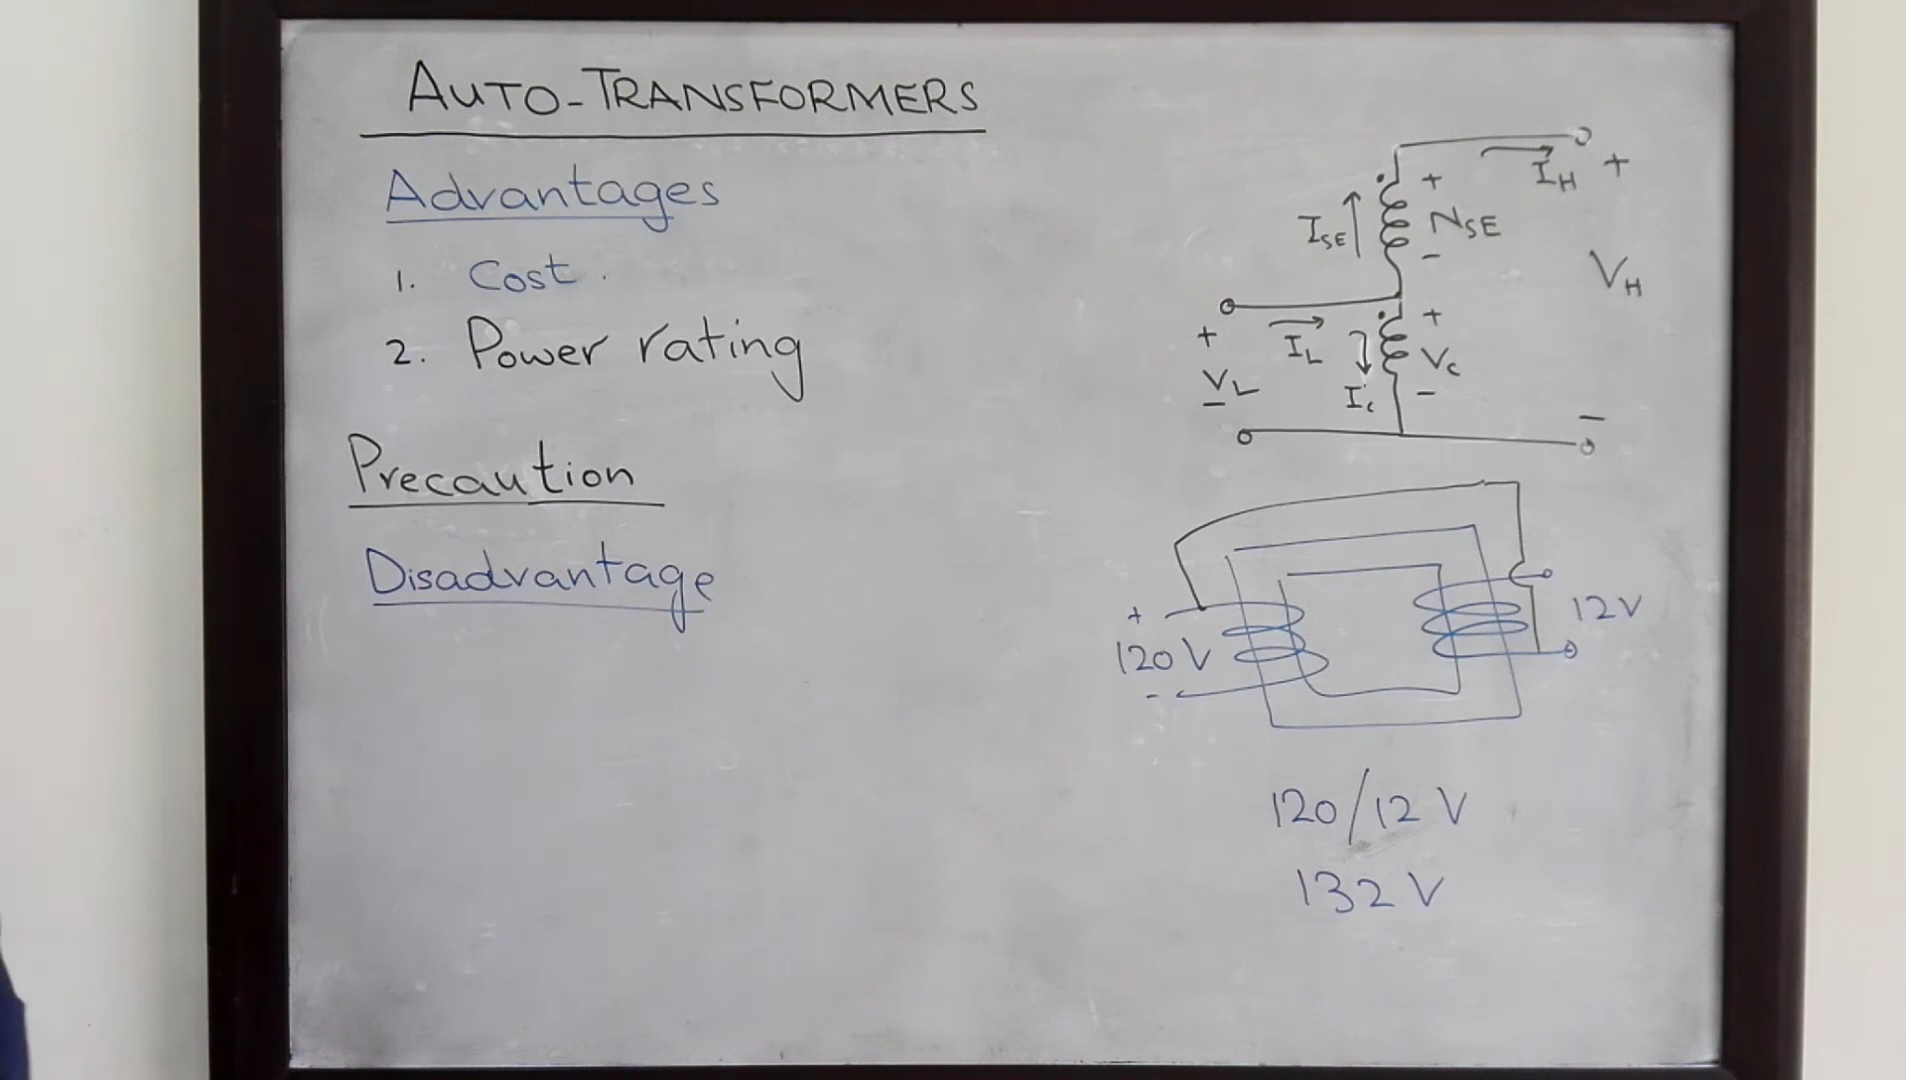 AUTO-TRANSFORMERS
Advantages
1. Cost.
2. Power rating
Precaution
Disadvantage
I_H +
+
I_SE N_SE
-
V_H
+
+ I_L V_c
V_L I_c -
- -
+ 12V
120 V
-
120/12 V
132 V